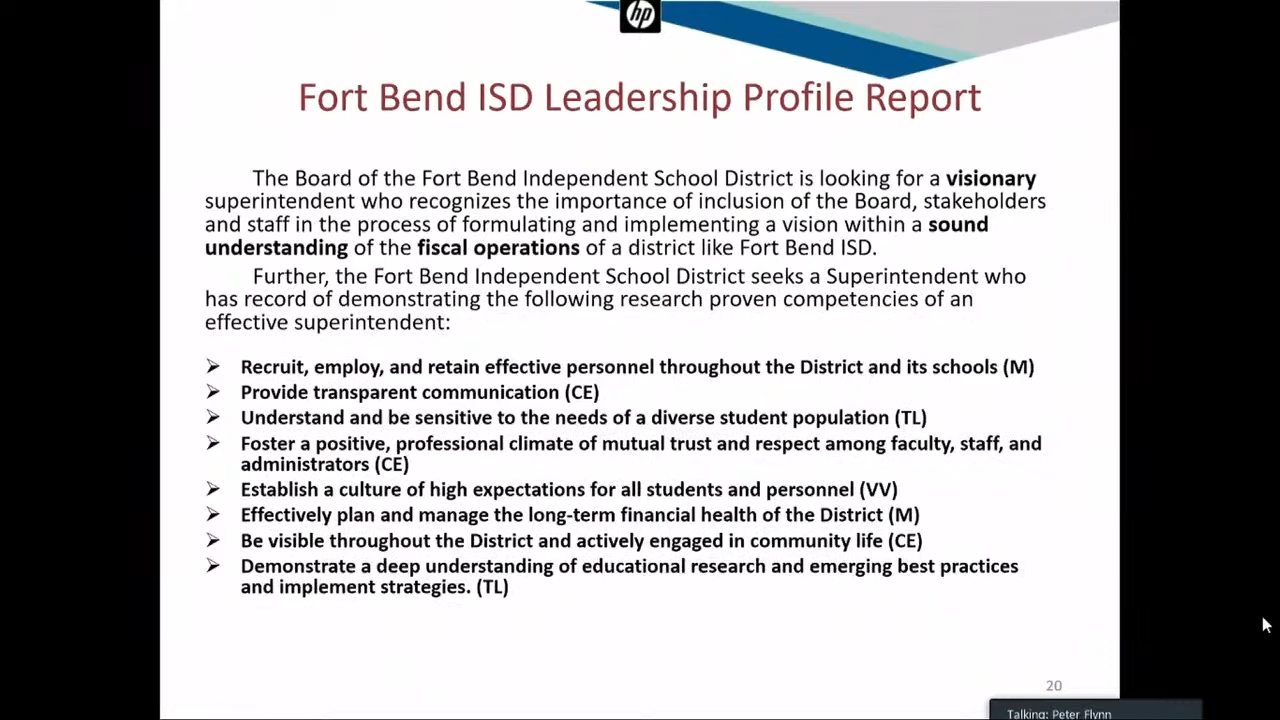 hp
Fort Bend ISD Leadership Profile Report
The Board of the Fort Bend Independent School District is looking for a visionary
superintendent who recognizes the importance of inclusion of the Board, stakeholders
and staff in the process of formulating and implementing a vision within a sound
understanding of the fiscal operations of a district like Fort Bend ISD.
Further, the Fort Bend Independent School District seeks a Superintendent who
has record of demonstrating the following research proven competencies of an
effective superintendent:
➢ Recruit, employ, and retain effective personnel throughout the District and its schools (M)
➢ Provide transparent communication (CE)
➢ Understand and be sensitive to the needs of a diverse student population (TL)
➢ Foster a positive, professional climate of mutual trust and respect among faculty, staff, and
administrators (CE)
➢ Establish a culture of high expectations for all students and personnel (VV)
➢ Effectively plan and manage the long-term financial health of the District (M)
➢ Be visible throughout the District and actively engaged in community life (CE)
➢ Demonstrate a deep understanding of educational research and emerging best practices
and implement strategies. (TL)
20
Talking: Peter Flynn